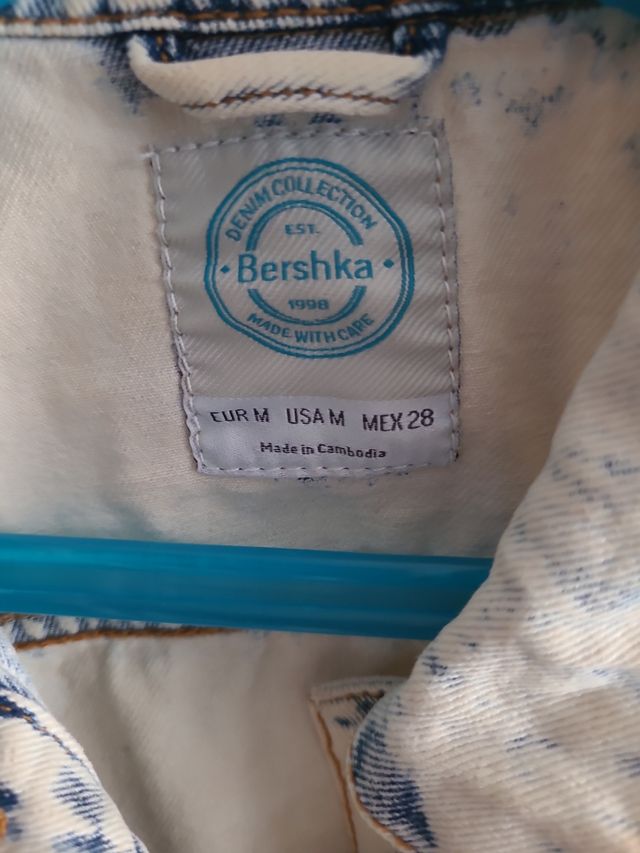 DENIM COLLECTION
EST.
Bershka
1998
MADE WITH CARE
EUR M USA M MEX 28
Made in Cambodia